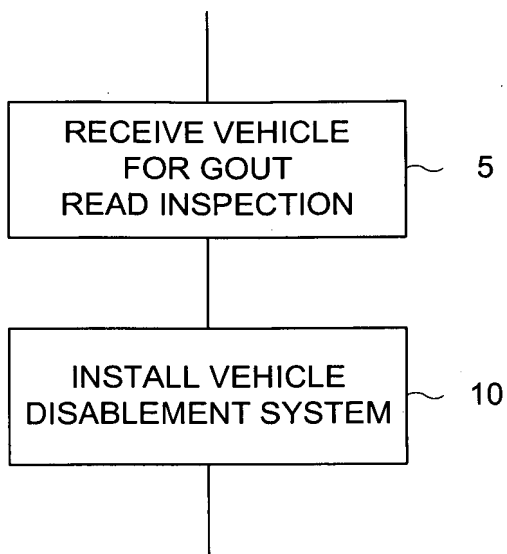 RECEIVE VEHICLE
FOR GOUT
READ INSPECTION
5
INSTALL VEHICLE
DISABLEMENT SYSTEM
10